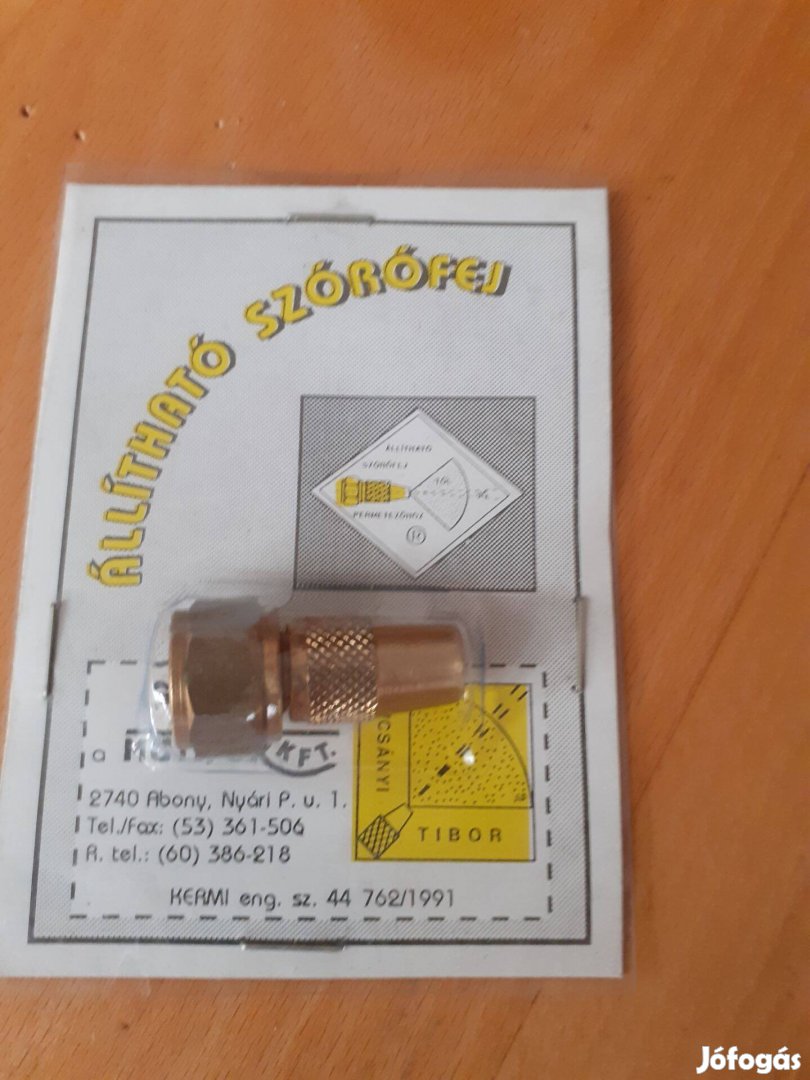 ÁLLÍTHATÓ SZÓRÓFEJ
ÁLLÍTHATÓ
SZÓRÓFEJ
PERMETEZŐHÖZ
KFT.
CSÁNYI
TIBOR
2740 Abony, Nyári P. u. 1.
Tel./Fax: (53) 361-506
R. tel.: (60) 386-218
KERMI eng. sz. 44 762/1991
Jófogás